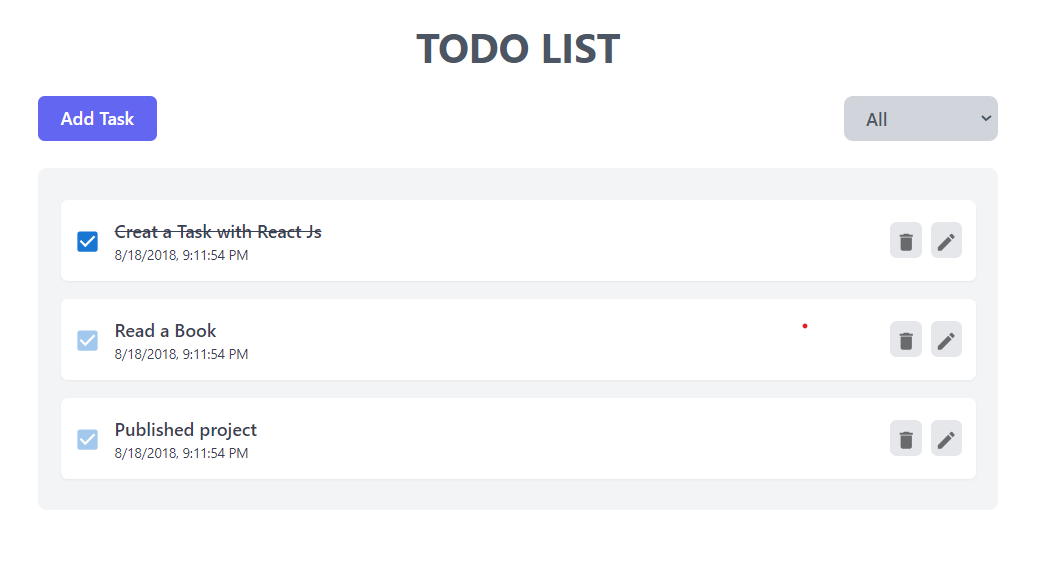 TODO LIST
Add Task
All
Creat a Task with React Js
8/18/2018, 9:11:54 PM
Read a Book
8/18/2018, 9:11:54 PM
Published project
8/18/2018, 9:11:54 PM